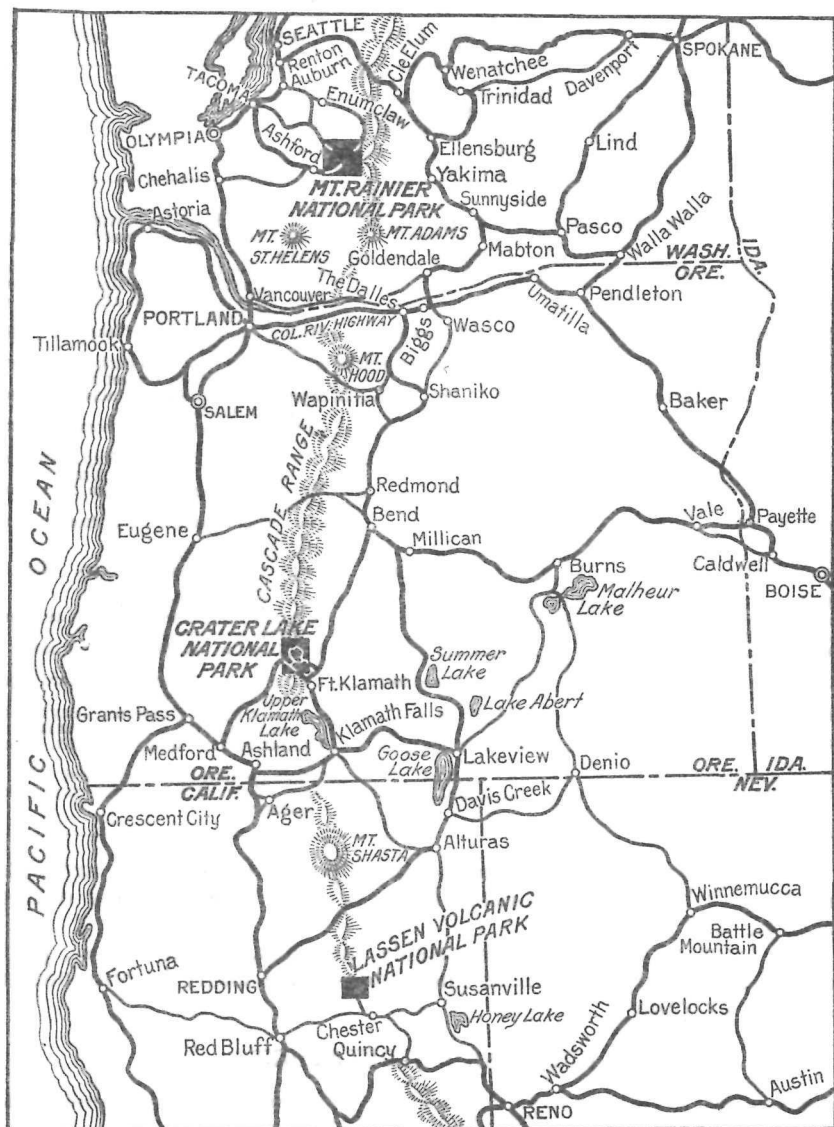 SEATTLE
Renton
Auburn
TACOMA
Enumclaw
CleElum
Wenatchee
Trinidad
Davenport
SPOKANE
OLYMPIA
Ashford
Ellensburg
Lind
Chehalis
Yakima
MT. RAINIER
NATIONAL PARK
Sunnyside
Astoria
Pasco
Walla Walla
MT.
ST.HELENS
MT.ADAMS
Mabton
WASH.
ORE.
IDA.
Goldendale
The Dalles
Vancouver
Umatilla
Pendleton
PORTLAND
COL. RIV. HIGHWAY
Biggs
Wasco
Tillamook
MT.
HOOD
Wapinitia
Shaniko
SALEM
Baker
CASCADE RANGE
Redmond
Bend
Eugene
Millican
Vale
Payette
Burns
Caldwell
BOISE
Malheur
Lake
CRATER LAKE
NATIONAL
PARK
Summer
Lake
Ft.Klamath
Lake Abert
Upper
Klamath
Lake
Grants Pass
Klamath Falls
Medford
Ashland
Goose
Lake
Lakeview
Denio
ORE.
CALIF.
ORE.
IDA.
NEV.
Ager
Davis Creek
Crescent City
MT.
SHASTA
Alturas
Winnemucca
Battle
Mountain
LASSEN VOLCANIC
NATIONAL PARK
Fortuna
REDDING
Susanville
Honey Lake
Lovelocks
Chester
Red Bluff
Quincy
Wadsworth
RENO
Austin
PACIFIC OCEAN